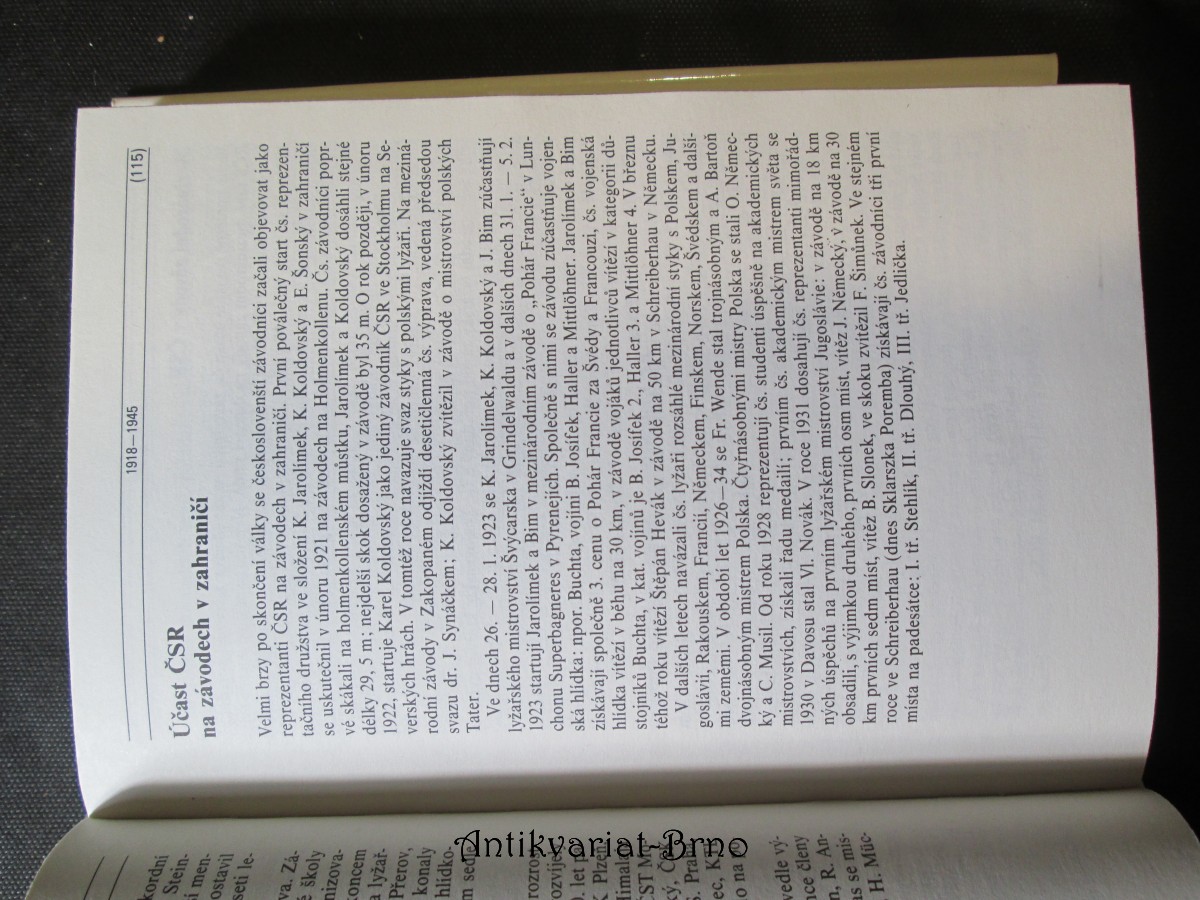 1918—1945
(115)
Účast ČSR
na závodech v zahraničí
Velmi brzy po skončení války se českoslovenští závodníci začali objevovat jako
reprezentanti ČSR na závodech v zahraničí. První poválečný start čs. reprezen-
tačního družstva ve složení K. Jarolímek, K. Koldovský a E. Šonský v zahraničí
se uskutečnil v únoru 1921 na závodech na Holmenkollenu. Čs. závodníci popr-
vé skákali na holmenkollenském můstku, Jarolímek a Koldovský dosáhli stejné
délky 29, 5 m; nejdelší skok dosažený v závodě byl 35 m. O rok později, v únoru
1922, startuje Karel Koldovský jako jediný závodník ČSR ve Stockholmu na Se-
verských hrách. V tomtéž roce navazuje svaz styky s polskými lyžaři. Na meziná-
rodní závody v Zakopaném odjíždí desetičlenná čs. výprava, vedená předsedou
svazu dr. J. Synáčkem; K. Koldovský zvítězil v závodě o mistrovství polských
Tater.
Ve dnech 26. — 28. 1. 1923 se K. Jarolímek, K. Koldovský a J. Bím zúčastňují
lyžařského mistrovství Švýcarska v Grindelwaldu a v dalších dnech 31. 1. — 5. 2.
1923 startují Jarolímek a Bím v mezinárodním závodě o „Pohár Francie“ v Lun-
chonu Superbagneres v Pyrenejích. Společně s nimi se závodu zúčastňuje vojen-
ská hlídka: npor. Buchta, vojíni B. Josífek, Haller a Mittlöhner. Jarolímek a Bím
získávají společně 3. cenu o Pohár Francie za Švédy a Francouzi, čs. vojenská
hlídka vítězí v běhu na 30 km, v závodě vojáků jednotlivců vítězí v kategorii dů-
stojníků Buchta, v kat. vojínů je B. Josífek 2., Haller 3. a Mittlöhner 4. V březnu
téhož roku vítězí Štěpán Hevák v závodě na 50 km v Schreiberhau v Německu.
V dalších letech navázali čs. lyžaři rozsáhlé mezinárodní styky s Polskem, Ju-
goslávií, Rakouskem, Francií, Německem, Finskem, Norskem, Švédskem a další-
mi zeměmi. V období let 1926—34 se Fr. Wende stal trojnásobným a A. Bartoň
dvojnásobným mistrem Polska. Čtyřnásobnými mistry Polska se stali O. Němec-
ký a C. Musil. Od roku 1928 reprezentují čs. studenti úspěšně na akademických
mistrovstvích, získali řadu medailí; prvním čs. akademickým mistrem světa se
1930 v Davosu stal Vl. Novák. V roce 1931 dosahují čs. reprezentanti mimořád-
ných úspěchů na prvním lyžařském mistrovství Jugoslávie: v závodě na 18 km
obsadili, s výjimkou druhého, prvních osm míst, vítěz J. Německý, v závodě na 30
km prvních sedm míst, vítěz B. Slonek, ve skoku zvítězil F. Šimůnek. Ve stejném
roce ve Schreiberhau (dnes Sklarszka Poremba) získávají čs. závodníci tři první
místa na padesátce: I. tř. Stehlík, II. tř. Dlouhý, III. tř. Jedlička.
Antikvariat-Brno